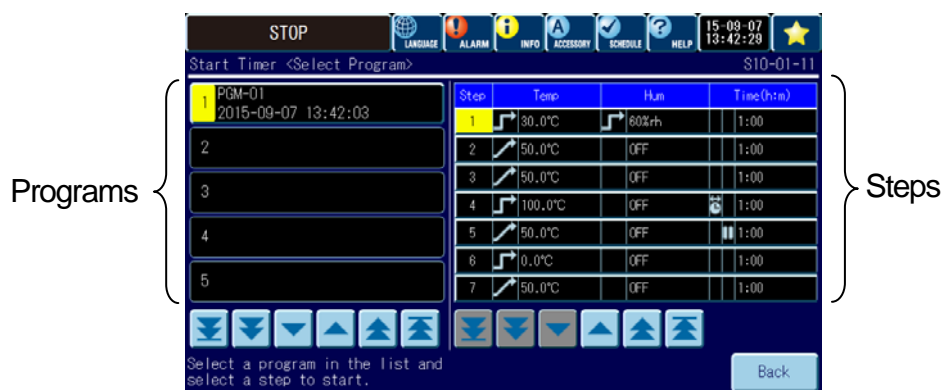 STOP
LANGUAGE
ALARM
INFO
ACCESSORY
SCHEDULE
HELP
15-09-07
13:42:29
Start Timer <Select Program>
S10-01-11
Programs
1 PGM-01
2015-09-07 13:42:03
2
3
4
5
Step Temp Hum Time(h:m)
1 30.0℃ 60%rh 1:00
2 50.0℃ OFF 1:00
3 50.0℃ OFF 1:00
4 100.0℃ OFF 1:00
5 50.0℃ OFF 1:00
6 0.0℃ OFF 1:00
7 50.0℃ OFF 1:00
Steps
Select a program in the list and
select a step to start.
Back